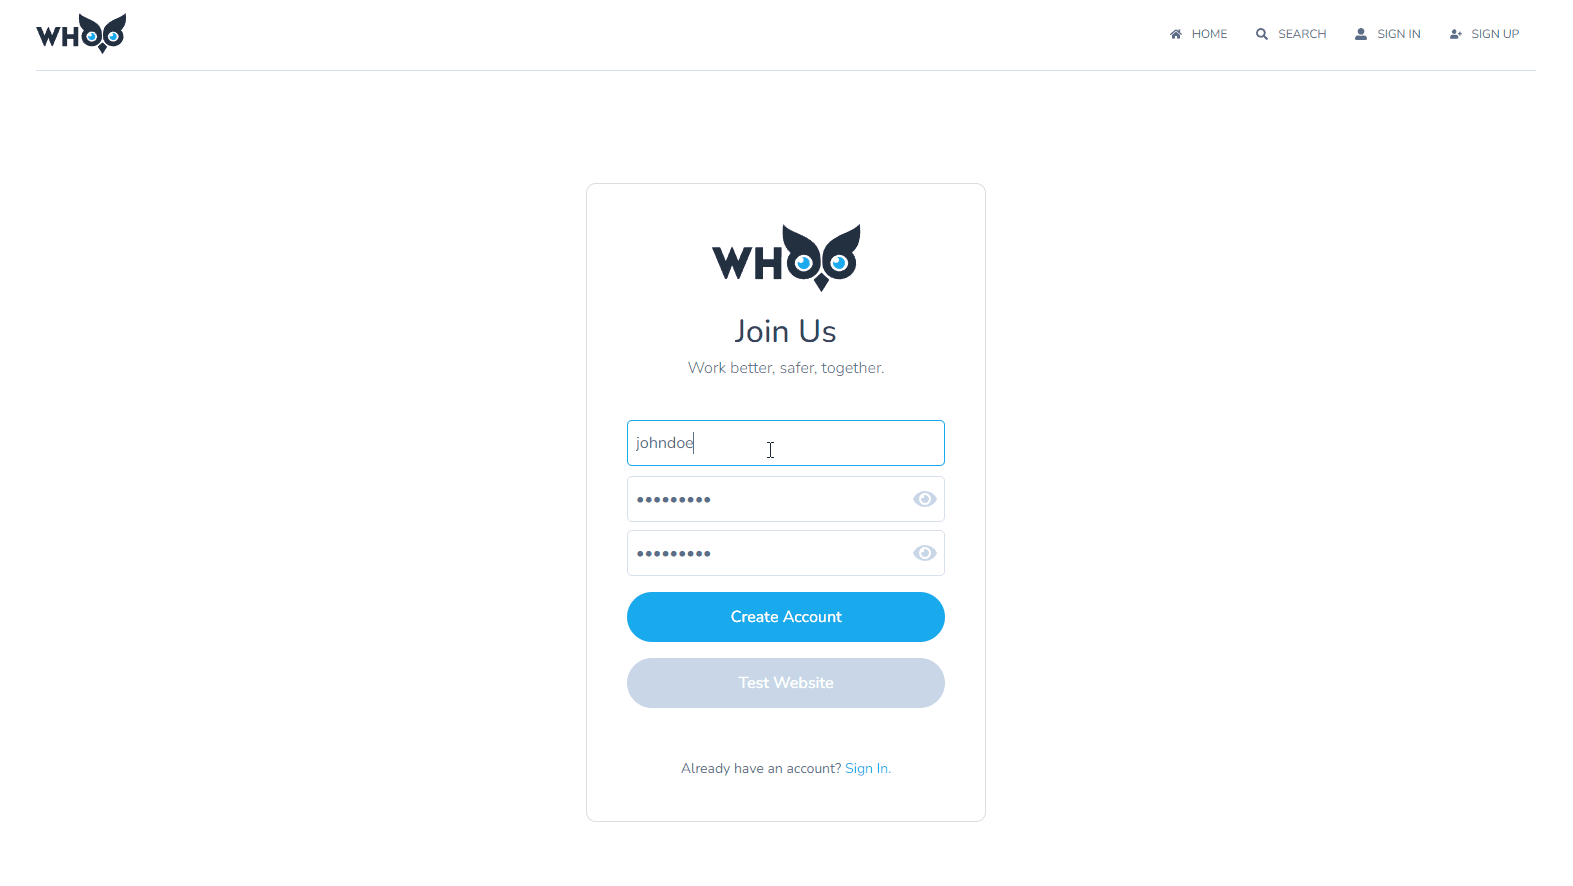 WHOO
HOME
SEARCH
SIGN IN
SIGN UP
WHOO
Join Us
Work better, safer, together.
johndoe
•••••••••
•••••••••
Create Account
Test Website
Already have an account? Sign In.